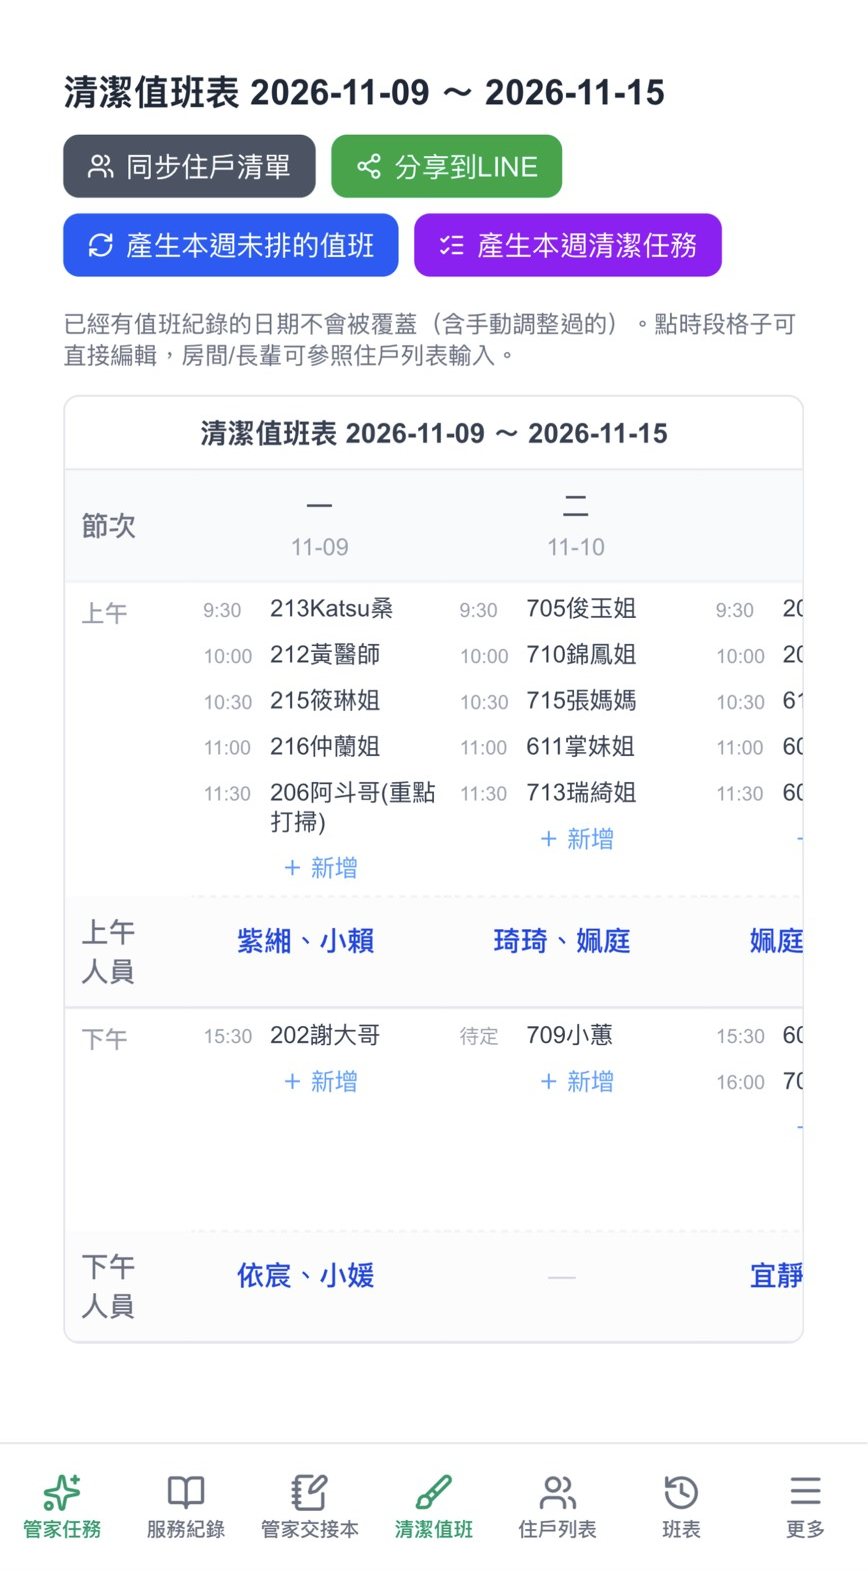 清潔值班表 2026-11-09 ～ 2026-11-15
同步住戶清單
分享到LINE
產生本週未排的值班
產生本週清潔任務
已經有值班紀錄的日期不會被覆蓋（含手動調整過的）。點時段格子可
直接編輯，房間/長輩可參照住戶列表輸入。
清潔值班表 2026-11-09 ～ 2026-11-15
節次
一
11-09
二
11-10
上午
9:30 213Katsu桑
10:00 212黃醫師
10:30 215筱琳姐
11:00 216仲蘭姐
11:30 206阿斗哥(重點
打掃)
+ 新增
9:30 705俊玉姐
10:00 710錦鳳姐
10:30 715張媽媽
11:00 611掌妹姐
11:30 713瑞綺姐
+ 新增
9:30 20
10:00 20
10:30 61
11:00 60
11:30 60
上午
人員
紫緗、小賴
琦琦、姵庭
姵庭
下午
15:30 202謝大哥
+ 新增
待定 709小蕙
+ 新增
15:30 60
16:00 70
下午
人員
依宸、小媛
—
宜靜
管家任務
服務紀錄
管家交接本
清潔值班
住戶列表
班表
更多